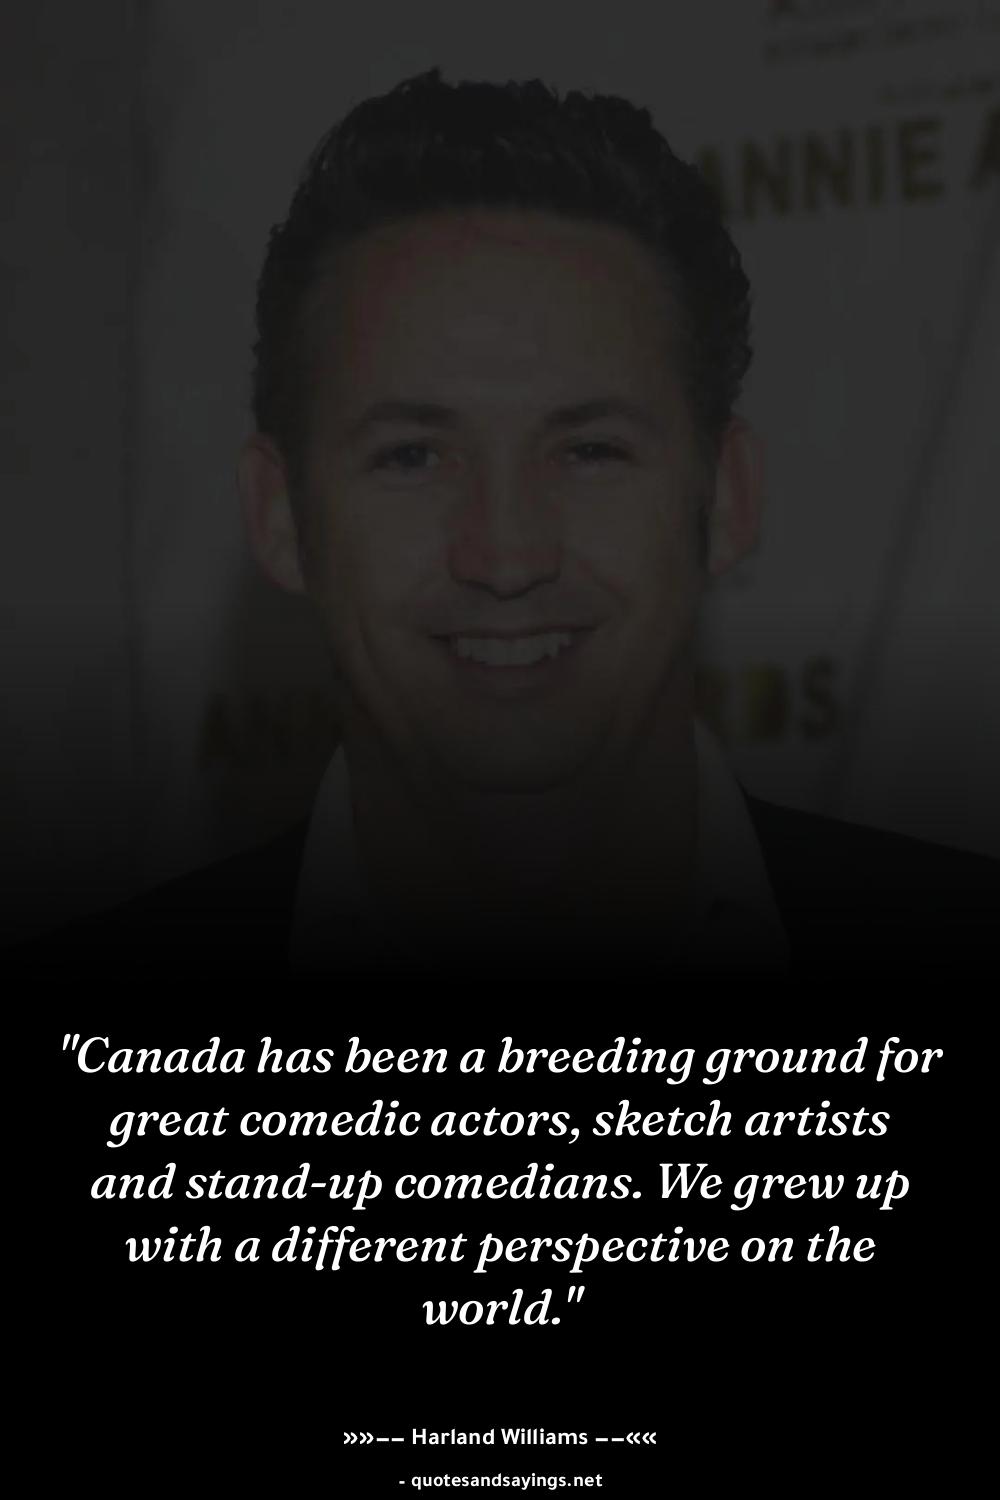 ANNIE A
RDS
"Canada has been a breeding ground for
great comedic actors, sketch artists
and stand-up comedians. We grew up
with a different perspective on the
world."
»»–– Harland Williams ––««
- quotesandsayings.net